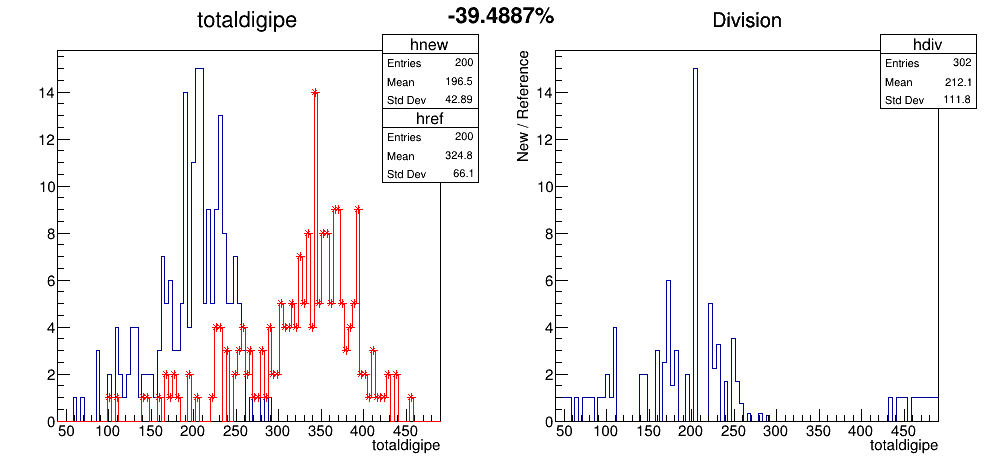 -39.4887%
totaldigipe
hnew
Entries 200
Mean 196.5
Std Dev 42.89
href
Entries 200
Mean 324.8
Std Dev 66.1
14
12
10
8
6
4
2
0
50 100 150 200 250 300 350 400 450
totaldigipe
Division
hdiv
Entries 302
Mean 212.1
Std Dev 111.8
New / Reference
14
12
10
8
6
4
2
0
50 100 150 200 250 300 350 400 450
totaldigipe